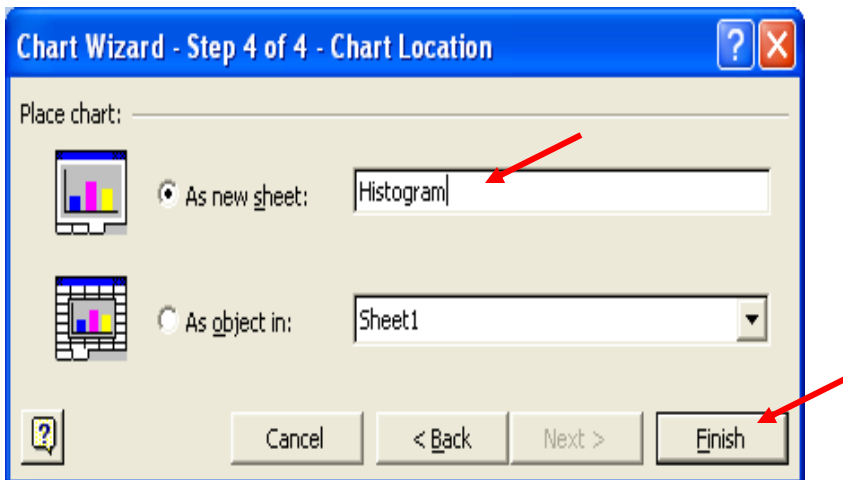 Chart Wizard - Step 4 of 4 - Chart Location
Place chart:
As new sheet: Histogram
As object in: Sheet1
Cancel < Back Next > Finish